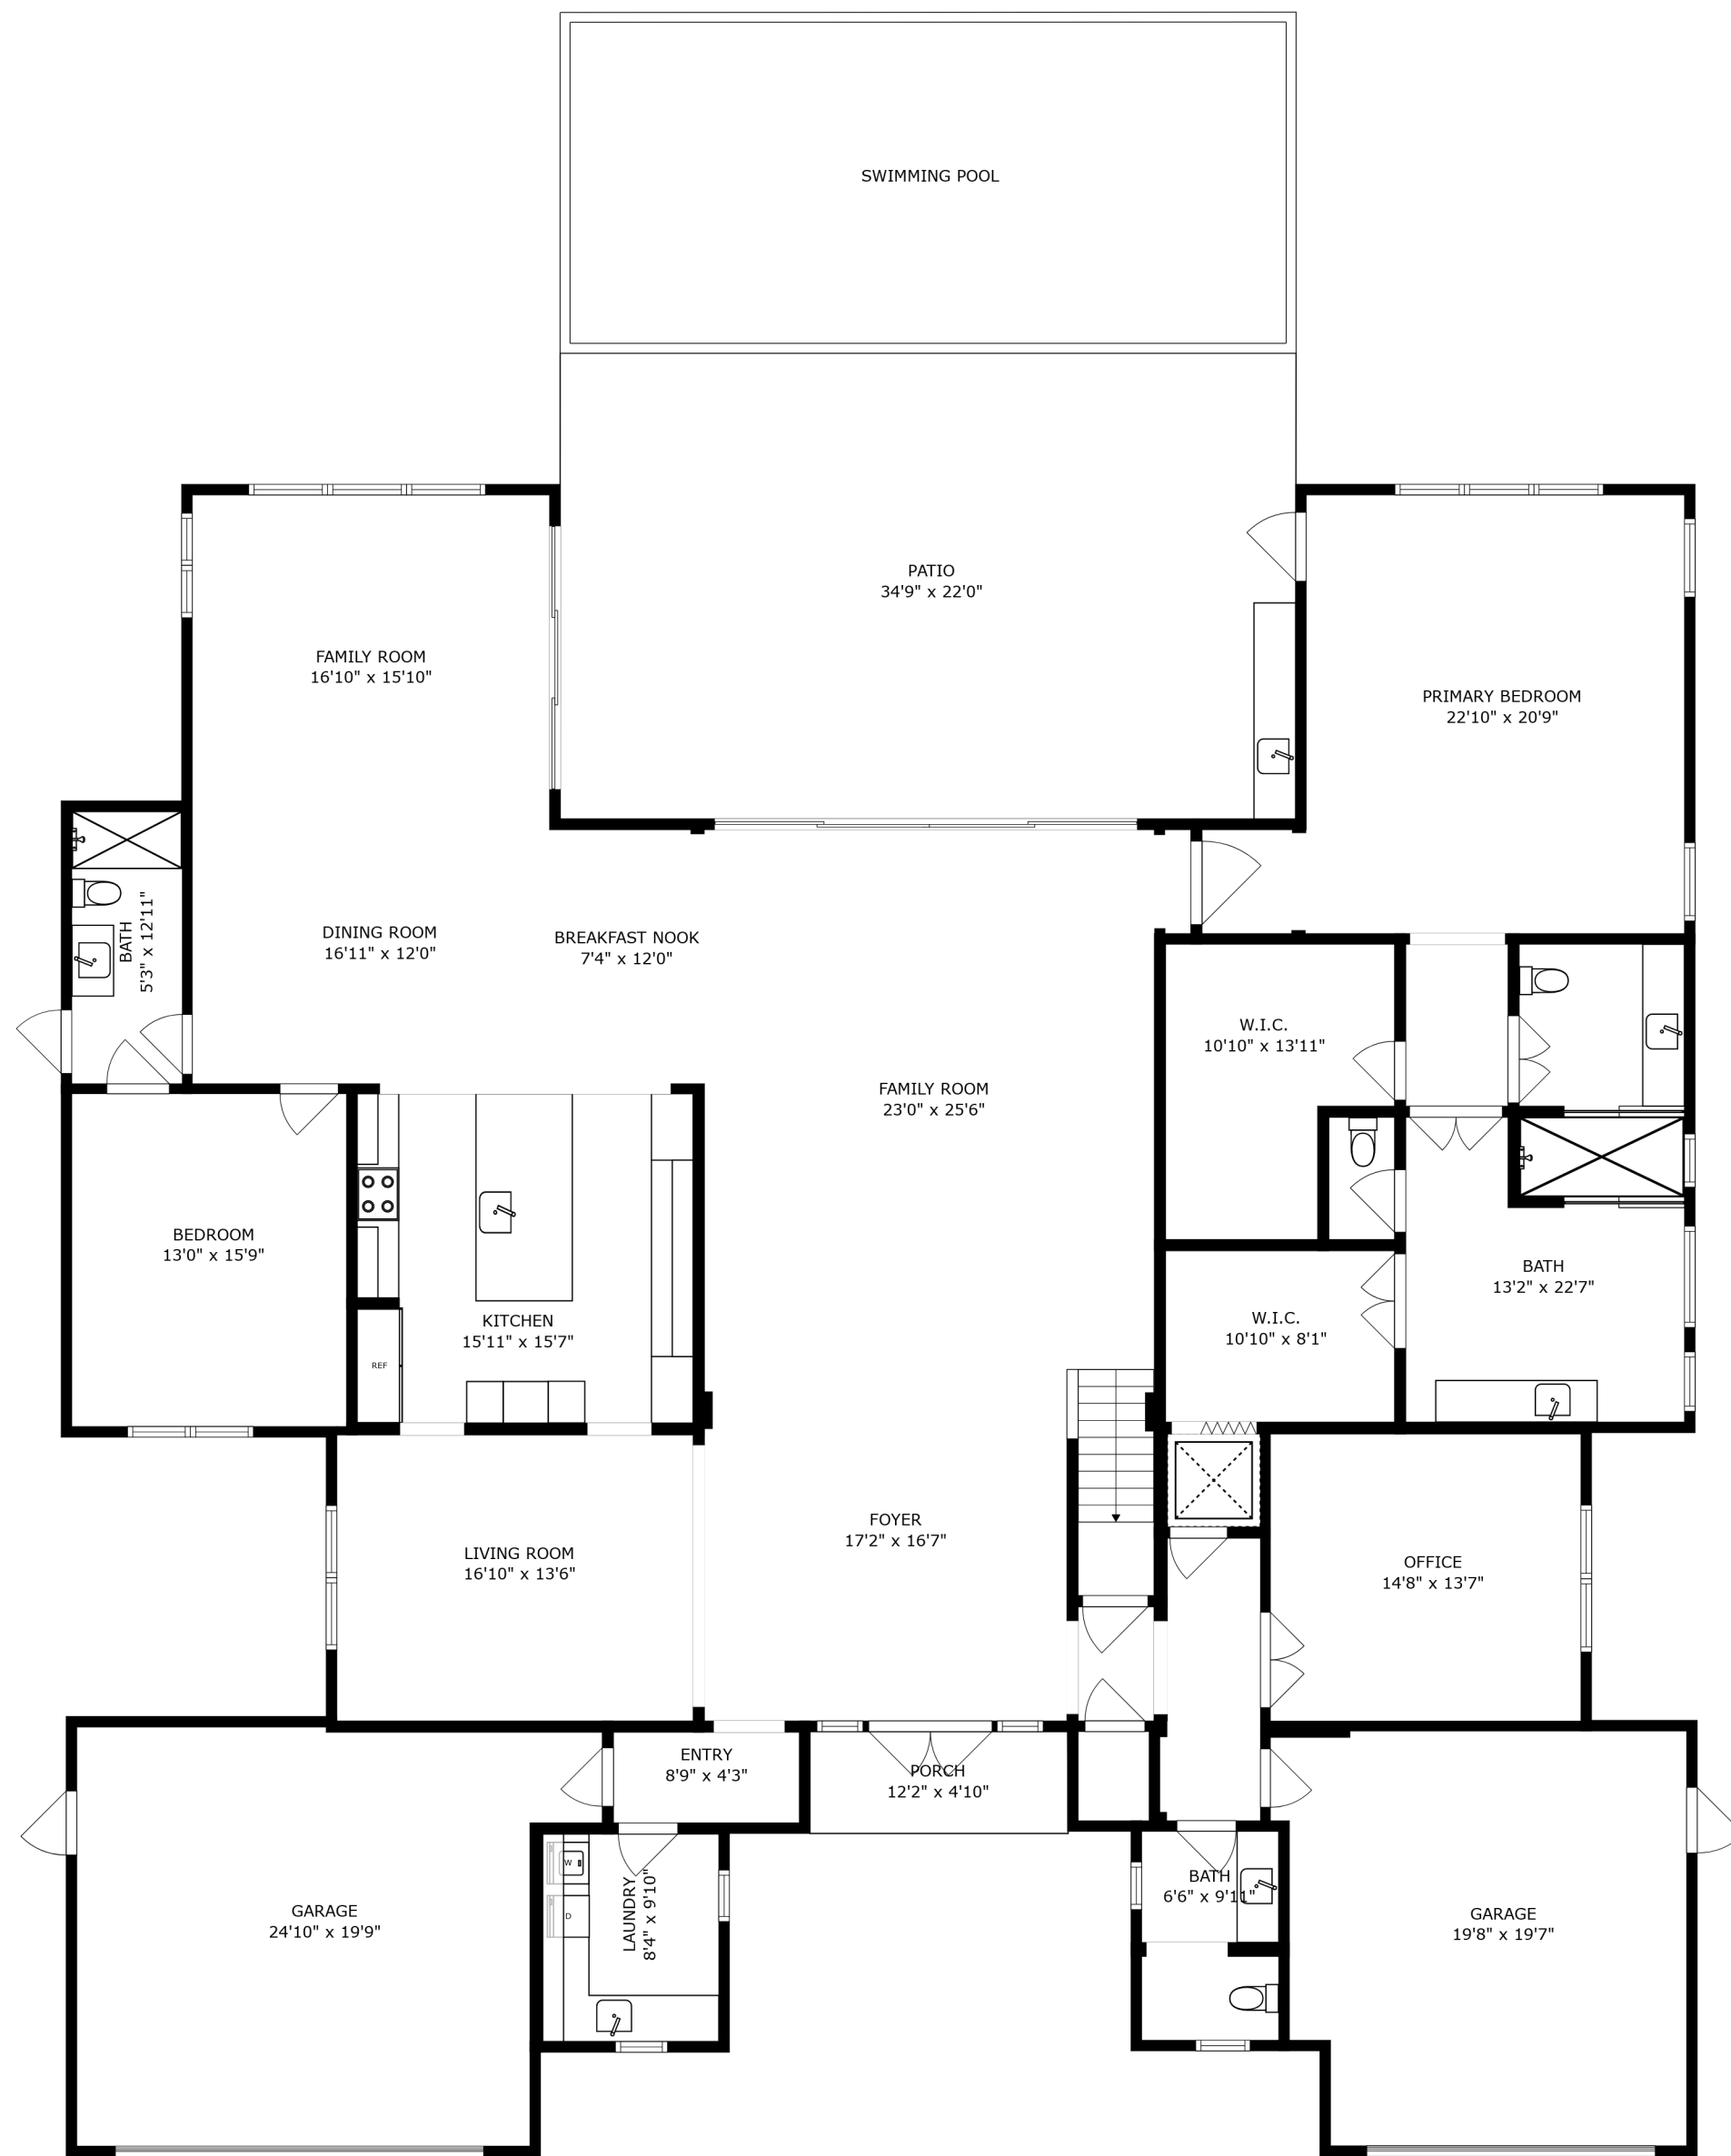 SWIMMING POOL
PATIO
34'9" x 22'0"
FAMILY ROOM
16'10" x 15'10"
PRIMARY BEDROOM
22'10" x 20'9"
BATH
5'3" x 12'11"
DINING ROOM
16'11" x 12'0"
BREAKFAST NOOK
7'4" x 12'0"
W.I.C.
10'10" x 13'11"
FAMILY ROOM
23'0" x 25'6"
BEDROOM
13'0" x 15'9"
BATH
13'2" x 22'7"
KITCHEN
15'11" x 15'7"
W.I.C.
10'10" x 8'1"
REF
FOYER
17'2" x 16'7"
LIVING ROOM
16'10" x 13'6"
OFFICE
14'8" x 13'7"
ENTRY
8'9" x 4'3"
PORCH
12'2" x 4'10"
W
D
LAUNDRY
8'4" x 9'10"
BATH
6'6" x 9'11"
GARAGE
24'10" x 19'9"
GARAGE
19'8" x 19'7"